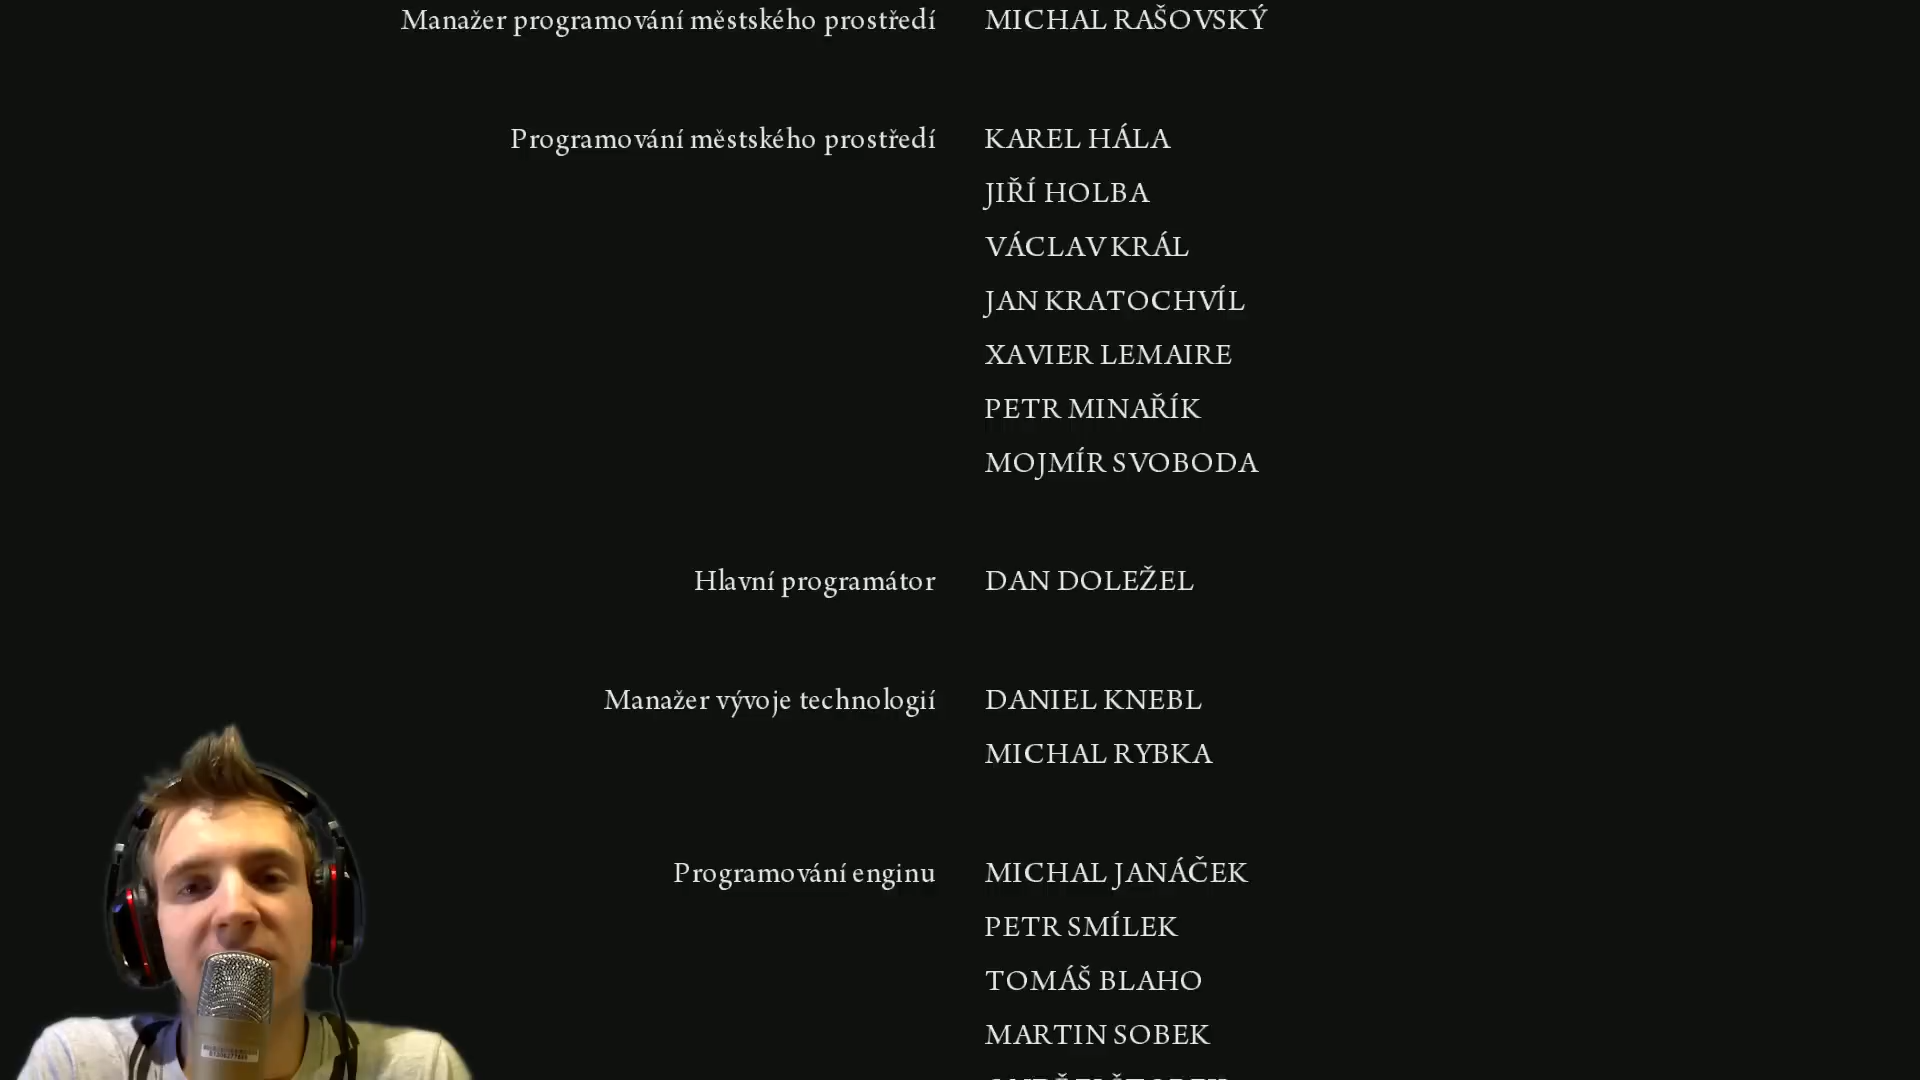 Manažer programování městského prostředí MICHAL RAŠOVSKÝ
Programování městského prostředí KAREL HÁLA
JIŘÍ HOLBA
VÁCLAV KRÁL
JAN KRATOCHVÍL
XAVIER LEMAIRE
PETR MINAŘÍK
MOJMÍR SVOBODA
Hlavní programátor DAN DOLEŽEL
Manažer vývoje technologií DANIEL KNEBL
MICHAL RYBKA
Programování enginu MICHAL JANÁČEK
PETR SMÍLEK
TOMÁŠ BLAHO
MARTIN SOBEK